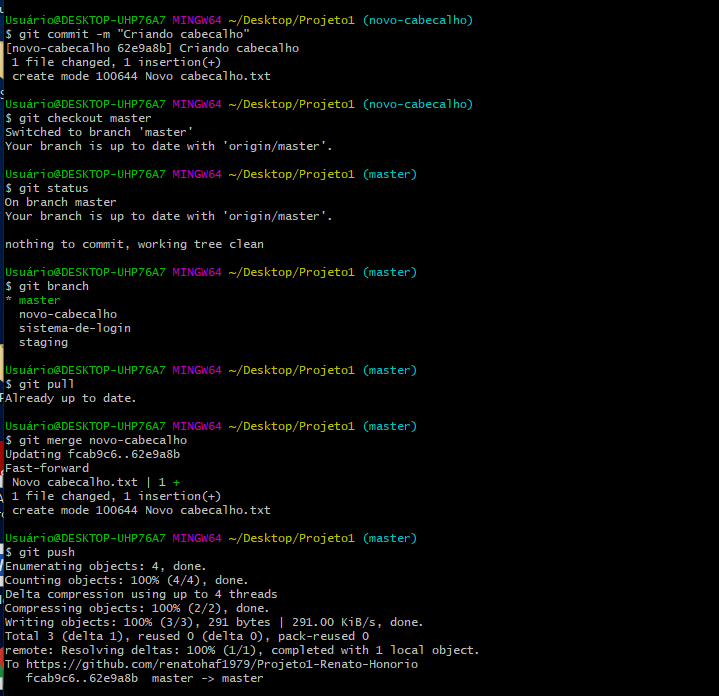 Usuário@DESKTOP-UHP76A7 MINGW64 ~/Desktop/Projeto1 (novo-cabecalho)
$ git commit -m "Criando cabecalho"
[novo-cabecalho 62e9a8b] Criando cabecalho
 1 file changed, 1 insertion(+)
 create mode 100644 Novo cabecalho.txt

Usuário@DESKTOP-UHP76A7 MINGW64 ~/Desktop/Projeto1 (novo-cabecalho)
$ git checkout master
Switched to branch 'master'
Your branch is up to date with 'origin/master'.

Usuário@DESKTOP-UHP76A7 MINGW64 ~/Desktop/Projeto1 (master)
$ git status
On branch master
Your branch is up to date with 'origin/master'.

nothing to commit, working tree clean

Usuário@DESKTOP-UHP76A7 MINGW64 ~/Desktop/Projeto1 (master)
$ git branch
* master
  novo-cabecalho
  sistema-de-login
  staging

Usuário@DESKTOP-UHP76A7 MINGW64 ~/Desktop/Projeto1 (master)
$ git pull
Already up to date.

Usuário@DESKTOP-UHP76A7 MINGW64 ~/Desktop/Projeto1 (master)
$ git merge novo-cabecalho
Updating fcab9c6..62e9a8b
Fast-forward
 Novo cabecalho.txt | 1 +
 1 file changed, 1 insertion(+)
 create mode 100644 Novo cabecalho.txt

Usuário@DESKTOP-UHP76A7 MINGW64 ~/Desktop/Projeto1 (master)
$ git push
Enumerating objects: 4, done.
Counting objects: 100% (4/4), done.
Delta compression using up to 4 threads
Compressing objects: 100% (2/2), done.
Writing objects: 100% (3/3), 291 bytes | 291.00 KiB/s, done.
Total 3 (delta 1), reused 0 (delta 0), pack-reused 0
remote: Resolving deltas: 100% (1/1), completed with 1 local object.
To https://github.com/renatohaf1979/Projeto1-Renato-Honorio
   fcab9c6..62e9a8b  master -> master